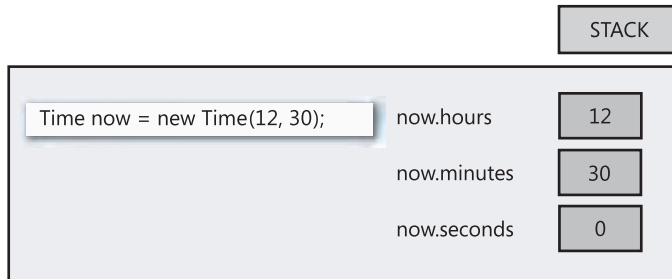 STACK
Time now = new Time(12, 30);
now.hours 12
now.minutes 30
now.seconds 0